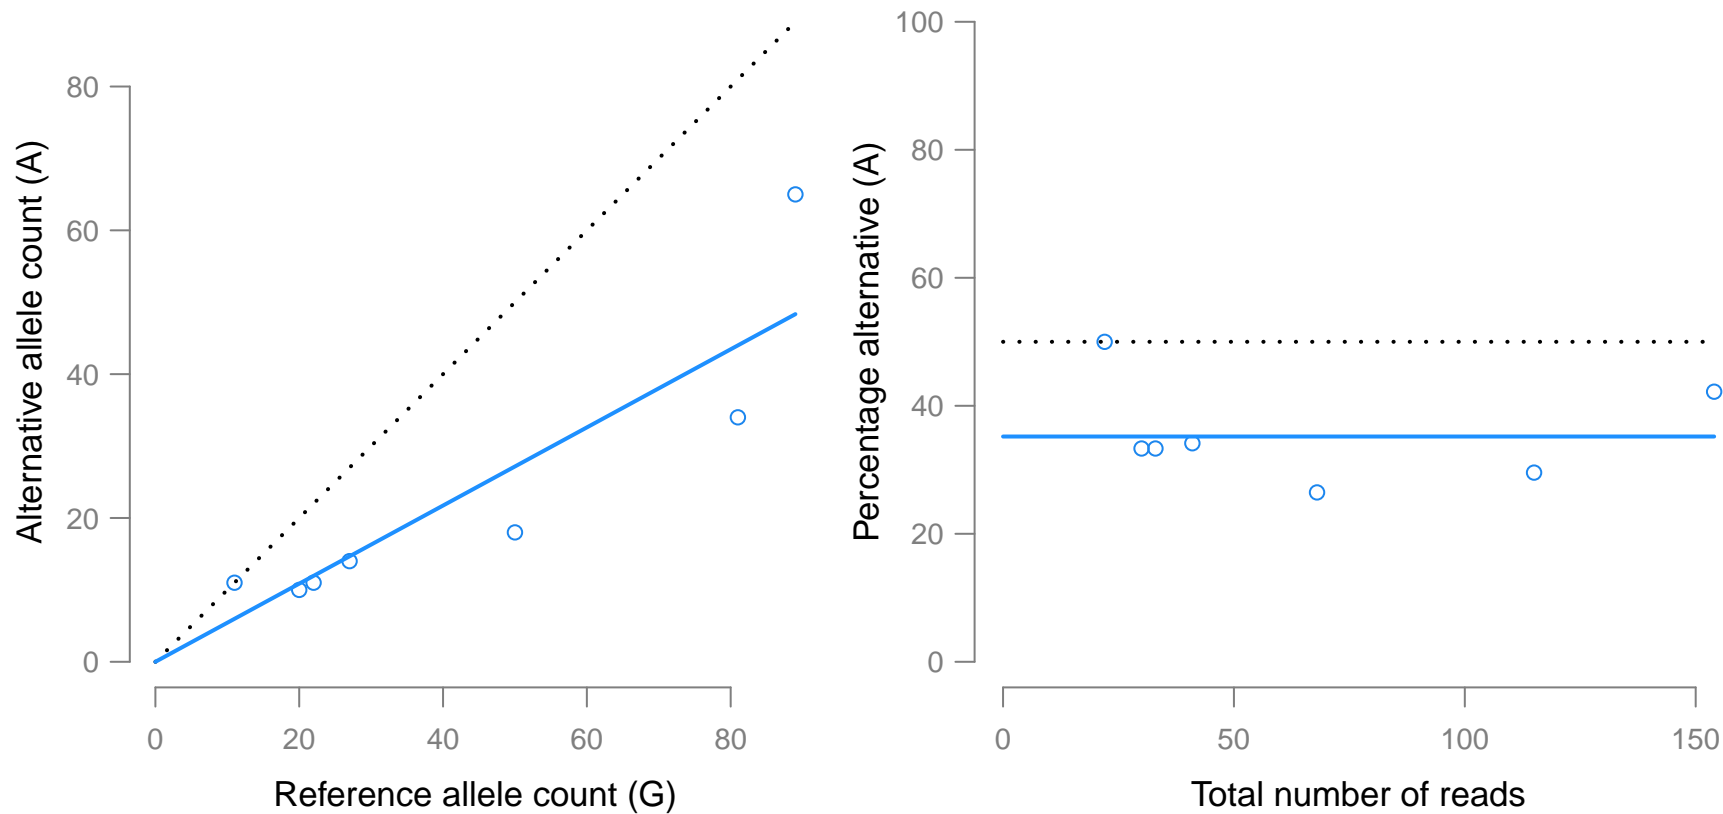 Alternative allele count (A)
80
60
40
20
0
0 20 40 60 80
Reference allele count (G)
Percentage alternative (A)
100
80
60
40
20
0
0 50 100 150
Total number of reads